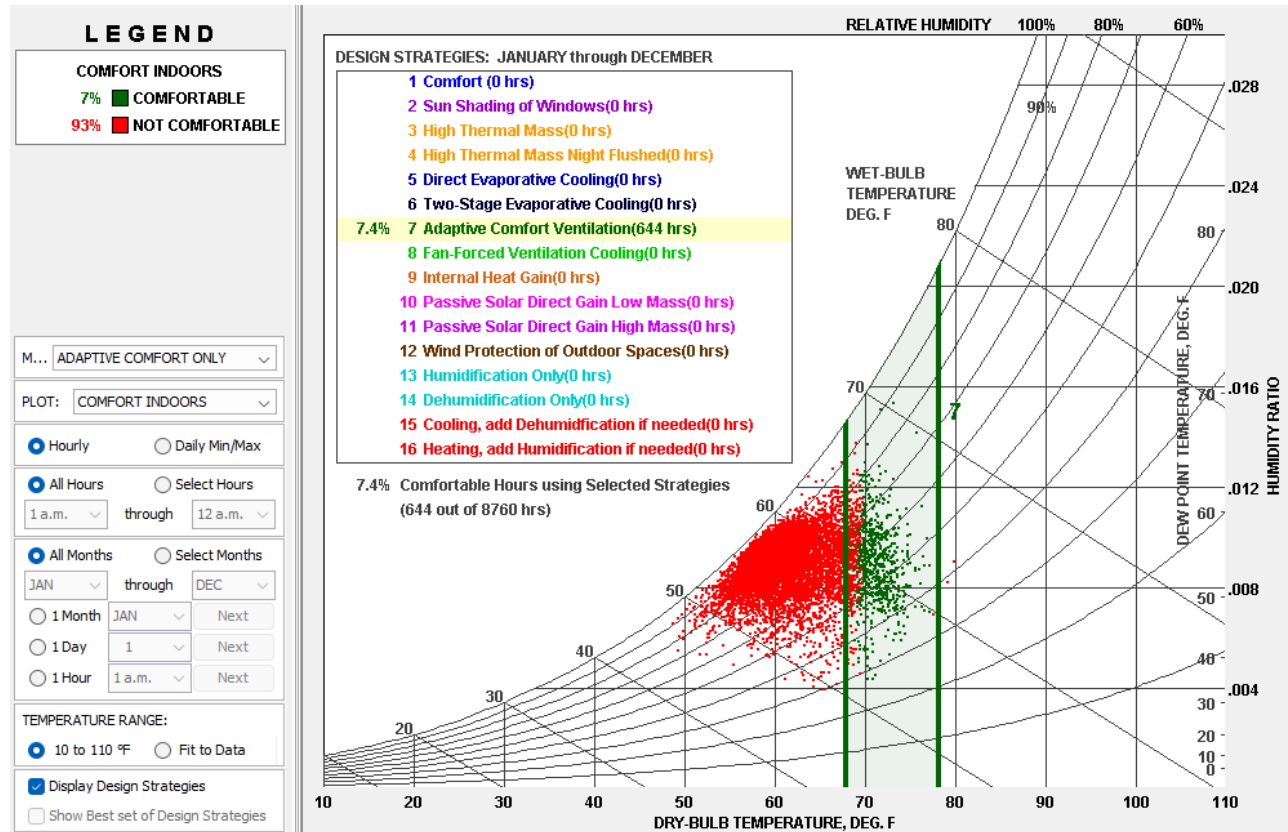 LEGEND
COMFORT INDOORS
7% COMFORTABLE
93% NOT COMFORTABLE
M... ADAPTIVE COMFORT ONLY
PLOT: COMFORT INDOORS
Hourly Daily Min/Max
All Hours Select Hours
1 a.m. through 12 a.m.
All Months Select Months
JAN through DEC
1 Month JAN Next
1 Day 1 Next
1 Hour 1 a.m. Next
TEMPERATURE RANGE:
10 to 110 °F Fit to Data
Display Design Strategies
Show Best set of Design Strategies
RELATIVE HUMIDITY 100% 80% 60%
DESIGN STRATEGIES: JANUARY through DECEMBER
1 Comfort (0 hrs)
2 Sun Shading of Windows(0 hrs)
3 High Thermal Mass(0 hrs)
4 High Thermal Mass Night Flushed(0 hrs)
5 Direct Evaporative Cooling(0 hrs)
6 Two-Stage Evaporative Cooling(0 hrs)
7.4% 7 Adaptive Comfort Ventilation(644 hrs)
8 Fan-Forced Ventilation Cooling(0 hrs)
9 Internal Heat Gain(0 hrs)
10 Passive Solar Direct Gain Low Mass(0 hrs)
11 Passive Solar Direct Gain High Mass(0 hrs)
12 Wind Protection of Outdoor Spaces(0 hrs)
13 Humidification Only(0 hrs)
14 Dehumidification Only(0 hrs)
15 Cooling, add Dehumidfication if needed(0 hrs)
16 Heating, add Humidification if needed(0 hrs)
7.4% Comfortable Hours using Selected Strategies
(644 out of 8760 hrs)
90%
WET-BULB
TEMPERATURE
DEG. F
80
70
60
50
40
30
20
7
.028
.024
.020
.016
.012
.008
.004
80
70
60
50
40
30
20
10
0
DEW POINT TEMPERATURE, DEG. F
HUMIDITY RATIO
10 20 30 40 50 60 70 80 90 100 110
DRY-BULB TEMPERATURE, DEG. F